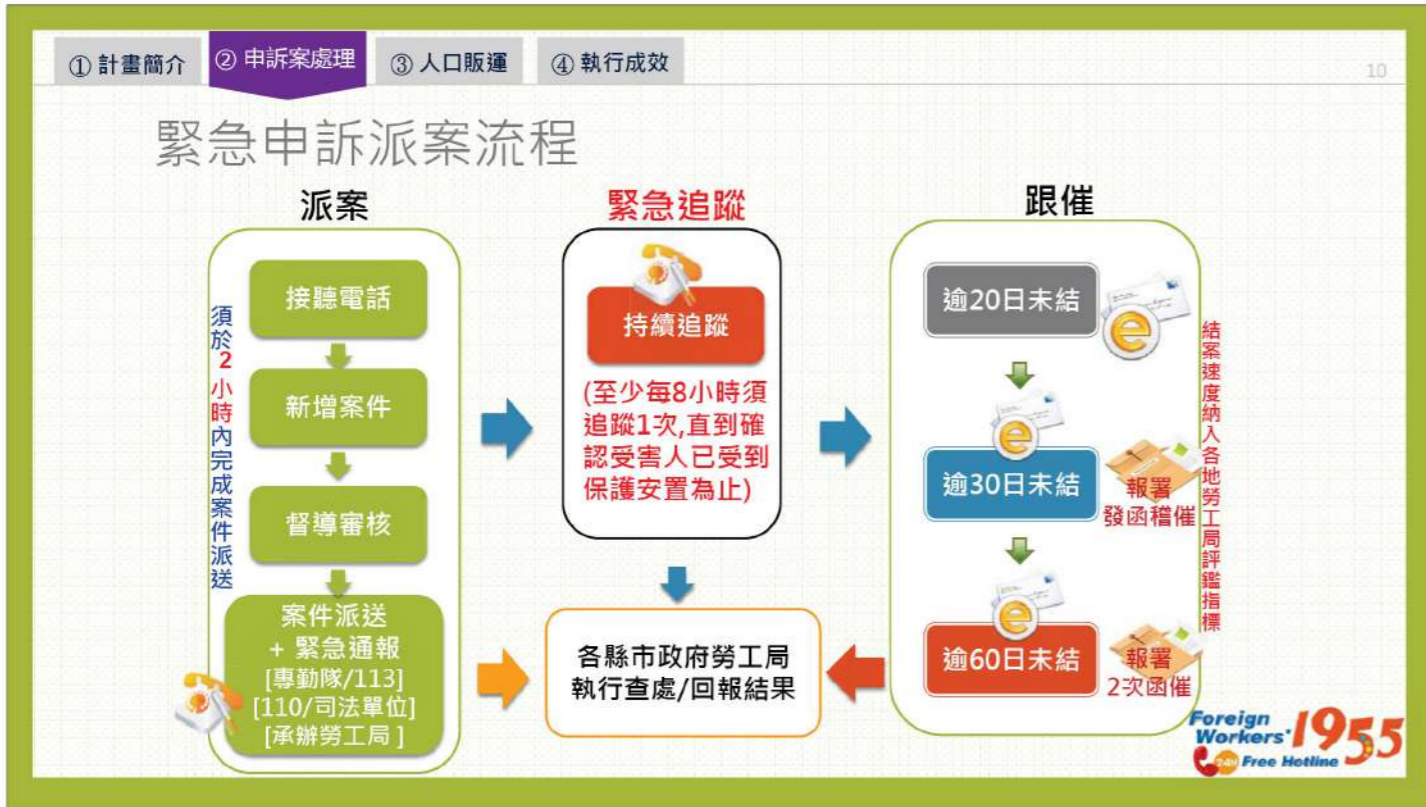 ① 計畫簡介
② 申訴案處理
③ 人口販運
④ 執行成效
10
緊急申訴派案流程
派案
須於2小時內完成案件派送
接聽電話
新增案件
督導審核
案件派送
+ 緊急通報
[專勤隊/113]
[110/司法單位]
[承辦勞工局 ]
緊急追蹤
持續追蹤
(至少每8小時須
追蹤1次,直到確
認受害人已受到
保護安置為止)
各縣市政府勞工局
執行查處/回報結果
跟催
逾20日未結
e
e
逾30日未結
報署
發函稽催
e
逾60日未結
報署
2次函催
結案速度納入各地勞工局評鑑指標
Foreign
Workers' 1955
24H Free Hotline